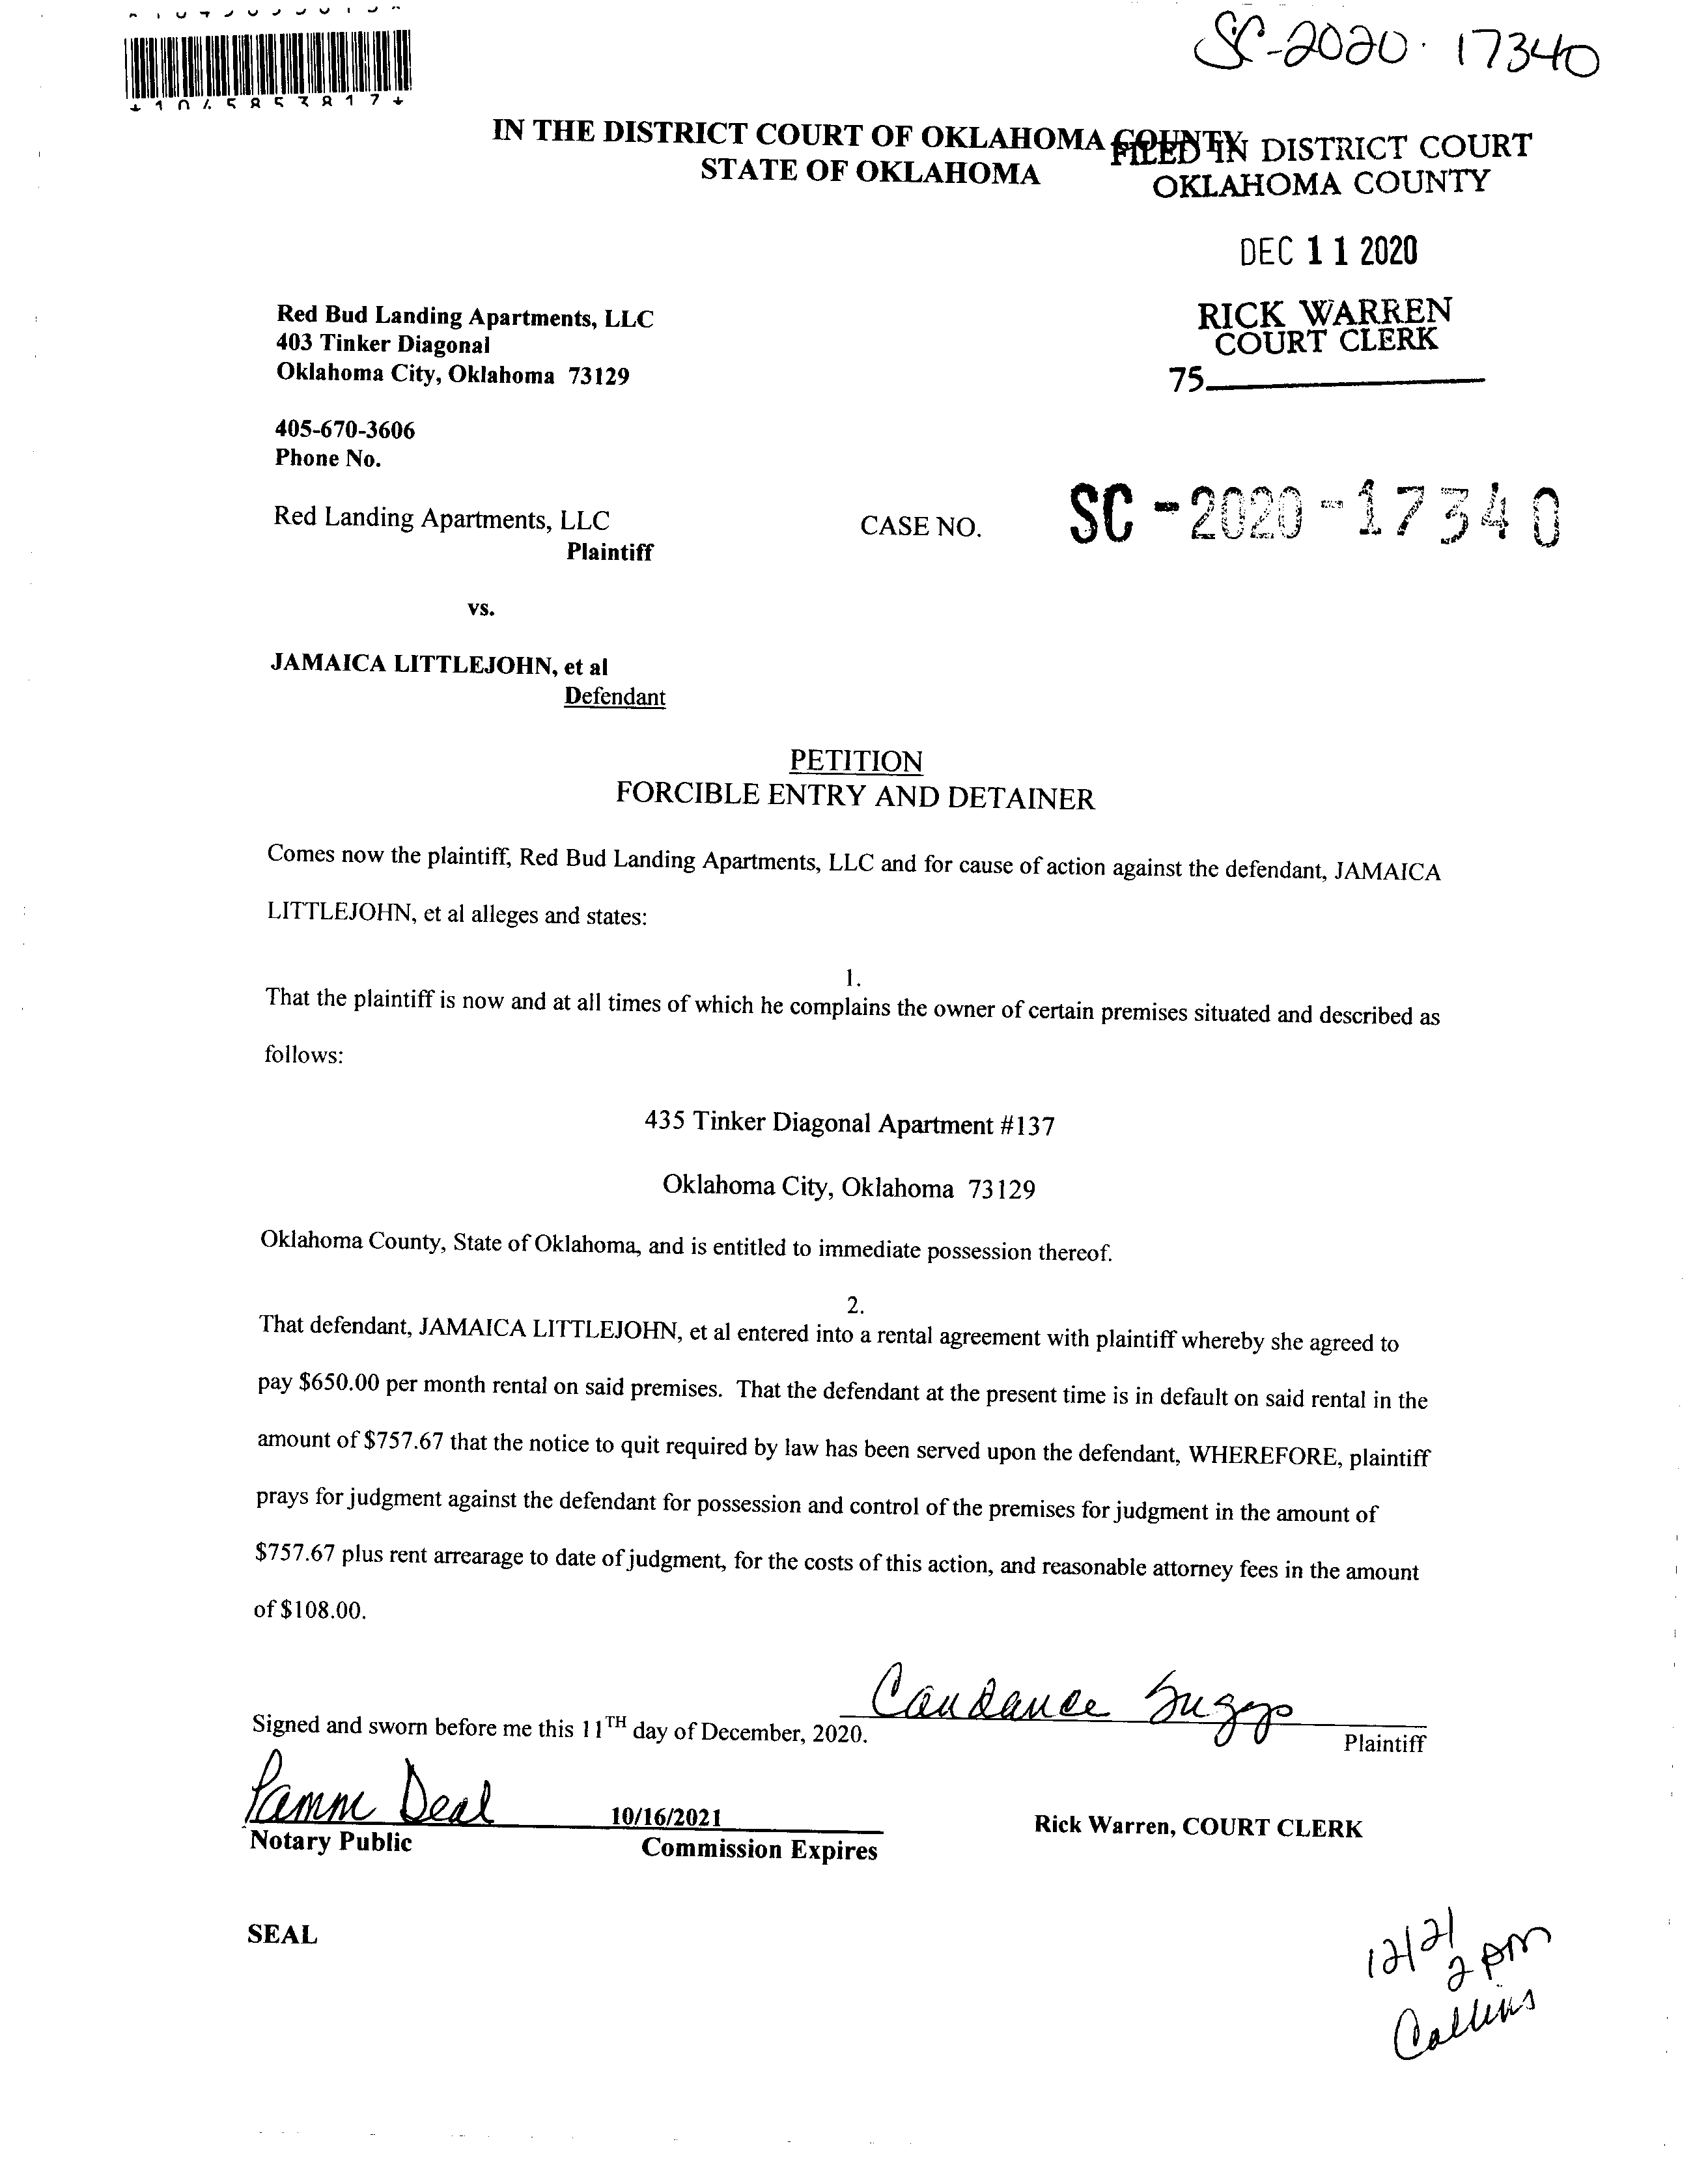 SC-2020-17340
*1045853817*
IN THE DISTRICT COURT OF OKLAHOMA COUNTY
STATE OF OKLAHOMA
FILED IN DISTRICT COURT
OKLAHOMA COUNTY
DEC 11 2020
RICK WARREN
COURT CLERK
75
Red Bud Landing Apartments, LLC
403 Tinker Diagonal
Oklahoma City, Oklahoma 73129
405-670-3606
Phone No.
Red Landing Apartments, LLC
Plaintiff
CASE NO. SC-2020-17340
vs.
JAMAICA LITTLEJOHN, et al
Defendant
PETITION
FORCIBLE ENTRY AND DETAINER
Comes now the plaintiff, Red Bud Landing Apartments, LLC and for cause of action against the defendant, JAMAICA
LITTLEJOHN, et al alleges and states:
1.
That the plaintiff is now and at all times of which he complains the owner of certain premises situated and described as
follows:
435 Tinker Diagonal Apartment #137
Oklahoma City, Oklahoma 73129
Oklahoma County, State of Oklahoma, and is entitled to immediate possession thereof.
2.
That defendant, JAMAICA LITTLEJOHN, et al entered into a rental agreement with plaintiff whereby she agreed to
pay $650.00 per month rental on said premises. That the defendant at the present time is in default on said rental in the
amount of $757.67 that the notice to quit required by law has been served upon the defendant, WHEREFORE, plaintiff
prays for judgment against the defendant for possession and control of the premises for judgment in the amount of
$757.67 plus rent arrearage to date of judgment, for the costs of this action, and reasonable attorney fees in the amount
of $108.00.
Candance Suggs
Signed and sworn before me this 11TH day of December, 2020.
Plaintiff
Pamm Deal
10/16/2021
Rick Warren, COURT CLERK
Notary Public
Commission Expires
SEAL
12/21
2 pm
Collins